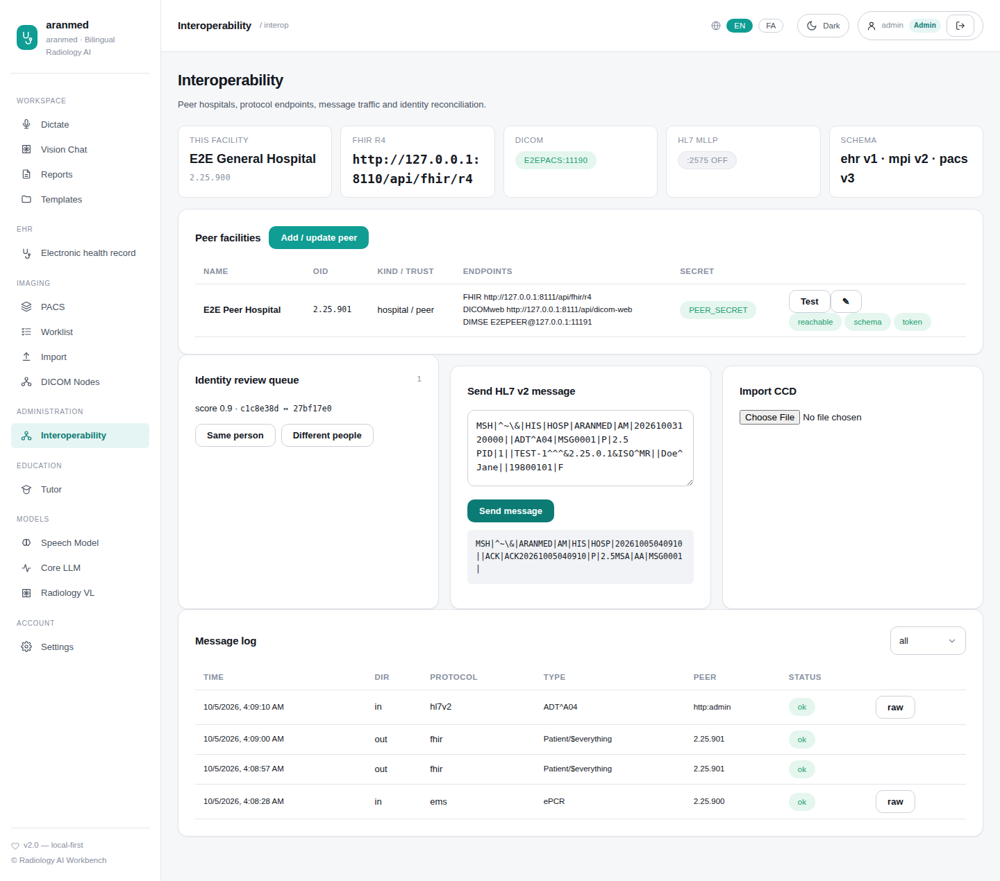 aranmed
aranmed · Bilingual
Radiology AI
WORKSPACE
Dictate
Vision Chat
Reports
Templates
EHR
Electronic health record
IMAGING
PACS
Worklist
Import
DICOM Nodes
ADMINISTRATION
Interoperability
EDUCATION
Tutor
MODELS
Speech Model
Core LLM
Radiology VL
ACCOUNT
Settings
v2.0 — local-first
© Radiology AI Workbench
Interoperability / interop
EN FA Dark admin Admin
Interoperability
Peer hospitals, protocol endpoints, message traffic and identity reconciliation.
THIS FACILITY
E2E General Hospital
2.25.900
FHIR R4
http://127.0.0.1:
8110/api/fhir/r4
DICOM
E2EPACS:11190
HL7 MLLP
:2575 OFF
SCHEMA
ehr v1 · mpi v2 · pacs
v3
Peer facilities Add / update peer
NAME OID KIND / TRUST ENDPOINTS SECRET
E2E Peer Hospital 2.25.901 hospital / peer
FHIR http://127.0.0.1:8111/api/fhir/r4
DICOMweb http://127.0.0.1:8111/api/dicom-web
DIMSE E2EPEER@127.0.0.1:11191
PEER_SECRET
Test ✎
reachable schema token
Identity review queue 1
score 0.9 · c1c8e38d ↔ 27bf17e0
Same person Different people
Send HL7 v2 message
MSH|^~\&|HIS|HOSP|ARANMED|AM|202610031
20000||ADT^A04|MSG0001|P|2.5
PID|1||TEST-1^^^&2.25.0.1&ISO^MR||Doe^
Jane||19800101|F
Send message
MSH|^~\&|ARANMED|AM|HIS|HOSP|20261005040910
||ACK|ACK20261005040910|P|2.5MSA|AA|MSG0001
|
Import CCD
Choose File No file chosen
Message log all
TIME DIR PROTOCOL TYPE PEER STATUS
10/5/2026, 4:09:10 AM in hl7v2 ADT^A04 http:admin ok raw
10/5/2026, 4:09:00 AM out fhir Patient/$everything 2.25.901 ok
10/5/2026, 4:08:57 AM out fhir Patient/$everything 2.25.901 ok
10/5/2026, 4:08:28 AM in ems ePCR 2.25.900 ok raw